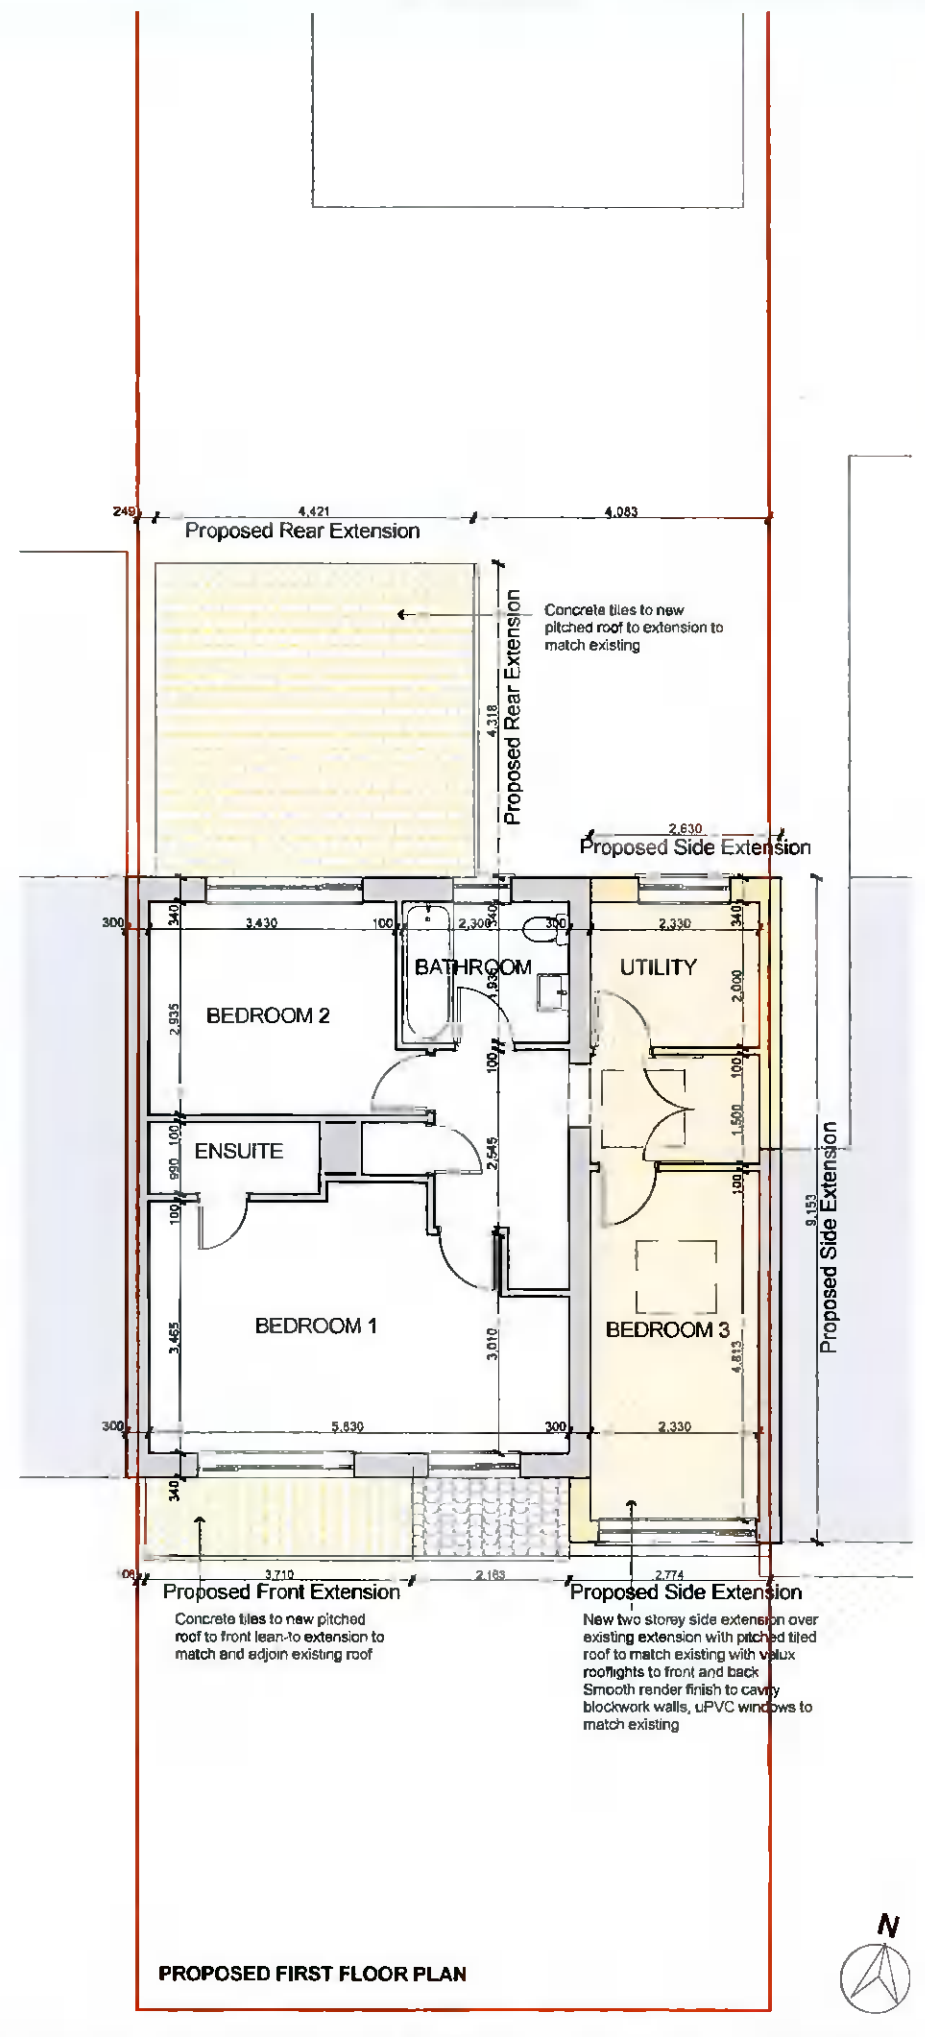 249
4,421
4,083
Proposed Rear Extension
Proposed Rear Extension
4,318
Concrete tiles to new
pitched roof to extension to
match existing
2,630
Proposed Side Extension
300
340
3,430
100
2,300
340
300
2,330
340
BATHROOM
UTILITY
1,935
2,000
BEDROOM 2
2,935
100
100
1,500
100
ENSUITE
990
2,545
100
100
9,153
Proposed Side Extension
BEDROOM 1
BEDROOM 3
3,465
3,010
4,813
300
5,830
300
2,330
340
3,710
2,163
2,774
Proposed Front Extension
Proposed Side Extension
Concrete tiles to new pitched
roof to front lean-to extension to
match and adjoin existing roof
New two storey side extension over
existing extension with pitched tiled
roof to match existing with velux
rooflights to front and back
Smooth render finish to cavity
blockwork walls, uPVC windows to
match existing
N
PROPOSED FIRST FLOOR PLAN